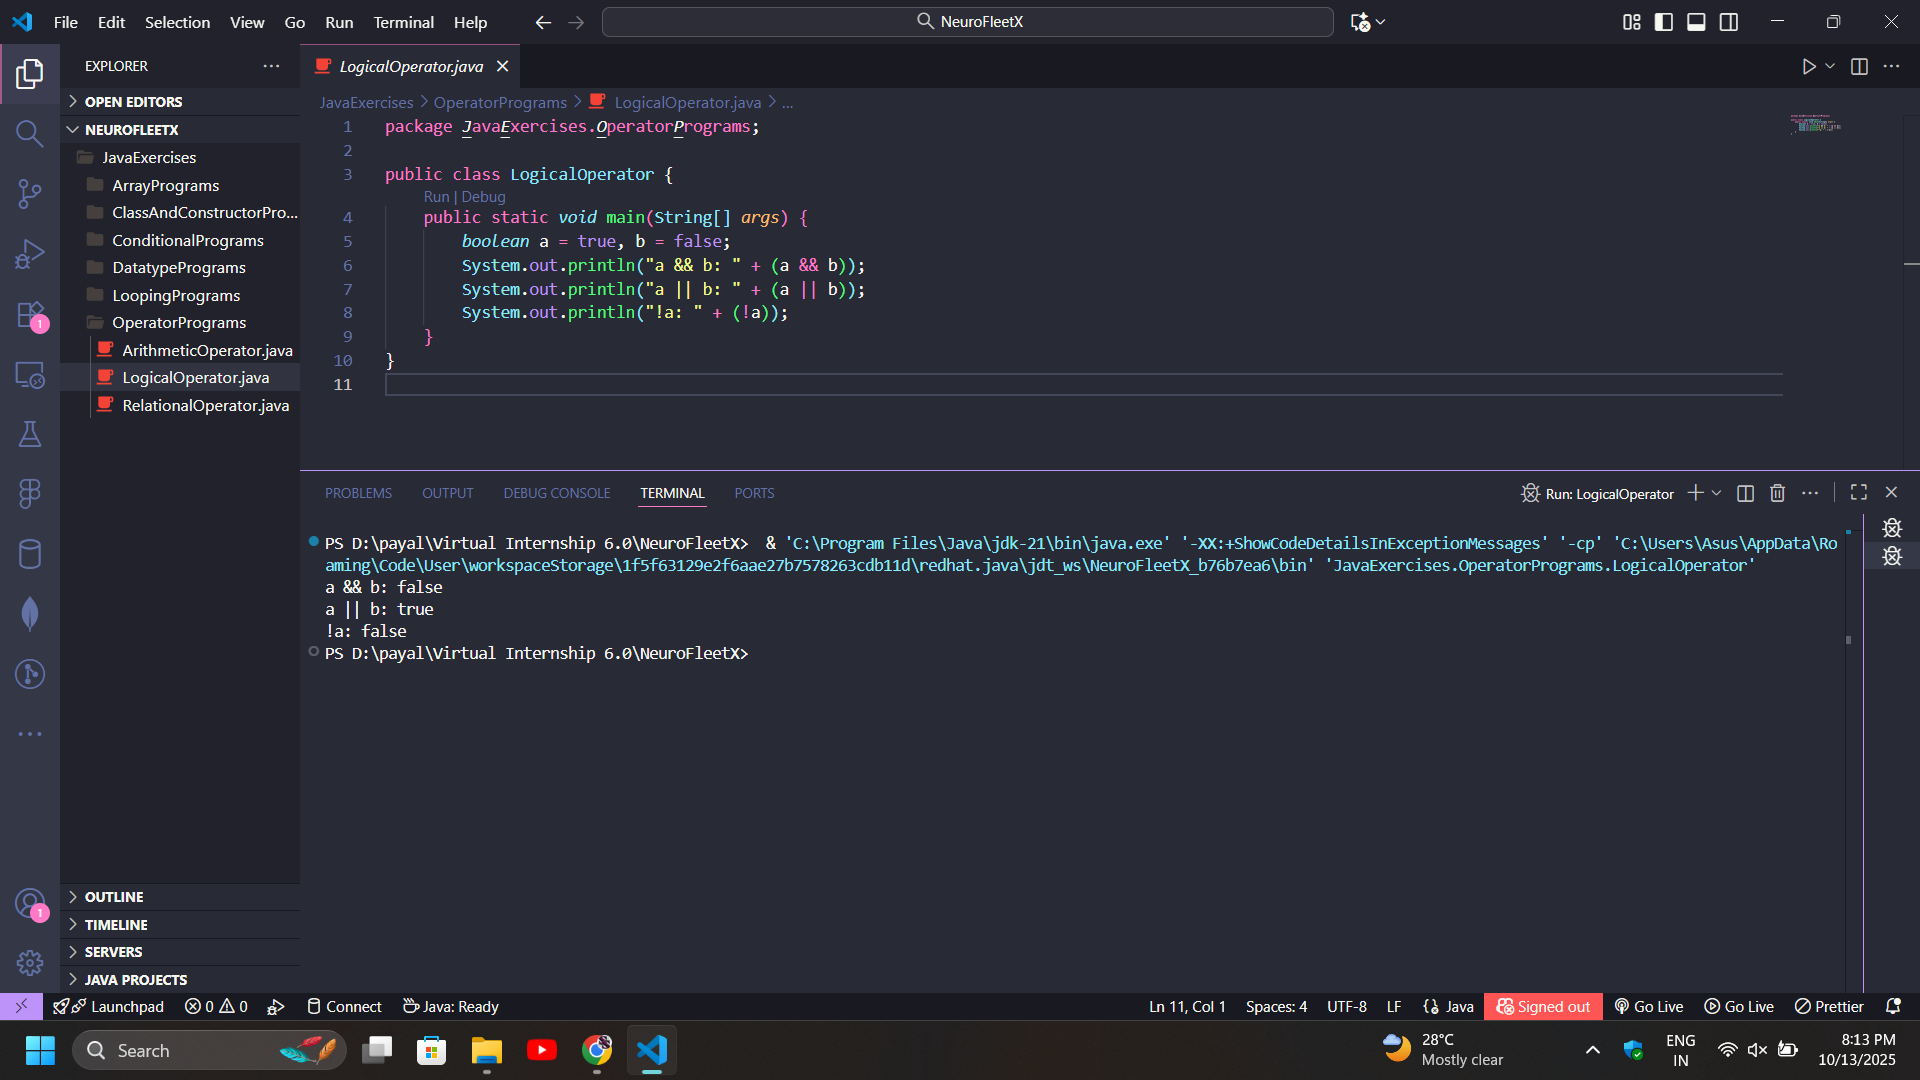 File Edit Selection View Go Run Terminal Help
NeuroFleetX
EXPLORER
OPEN EDITORS
NEUROFLEETX
JavaExercises
ArrayPrograms
ClassAndConstructorPro...
ConditionalPrograms
DatatypePrograms
LoopingPrograms
OperatorPrograms
ArithmeticOperator.java
LogicalOperator.java
RelationalOperator.java
OUTLINE
TIMELINE
SERVERS
JAVA PROJECTS
1
1
LogicalOperator.java
JavaExercises > OperatorPrograms > LogicalOperator.java > ...
1 package JavaExercises.OperatorPrograms;
2
3 public class LogicalOperator {
Run | Debug
4 public static void main(String[] args) {
5 boolean a = true, b = false;
6 System.out.println("a && b: " + (a && b));
7 System.out.println("a || b: " + (a || b));
8 System.out.println("!a: " + (!a));
9 }
10 }
11
PROBLEMS OUTPUT DEBUG CONSOLE TERMINAL PORTS
Run: LogicalOperator
PS D:\payal\Virtual Internship 6.0\NeuroFleetX> & 'C:\Program Files\Java\jdk-21\bin\java.exe' '-XX:+ShowCodeDetailsInExceptionMessages' '-cp' 'C:\Users\Asus\AppData\Ro
aming\Code\User\workspaceStorage\1f5f63129e2f6aae27b7578263cdb11d\redhat.java\jdt_ws\NeuroFleetX_b76b7ea6\bin' 'JavaExercises.OperatorPrograms.LogicalOperator'
a && b: false
a || b: true
!a: false
PS D:\payal\Virtual Internship 6.0\NeuroFleetX>
Launchpad 0 0 Connect Java: Ready
Ln 11, Col 1 Spaces: 4 UTF-8 LF {} Java Signed out Go Live Go Live Prettier
Search
28°C
Mostly clear
ENG
IN
8:13 PM
10/13/2025